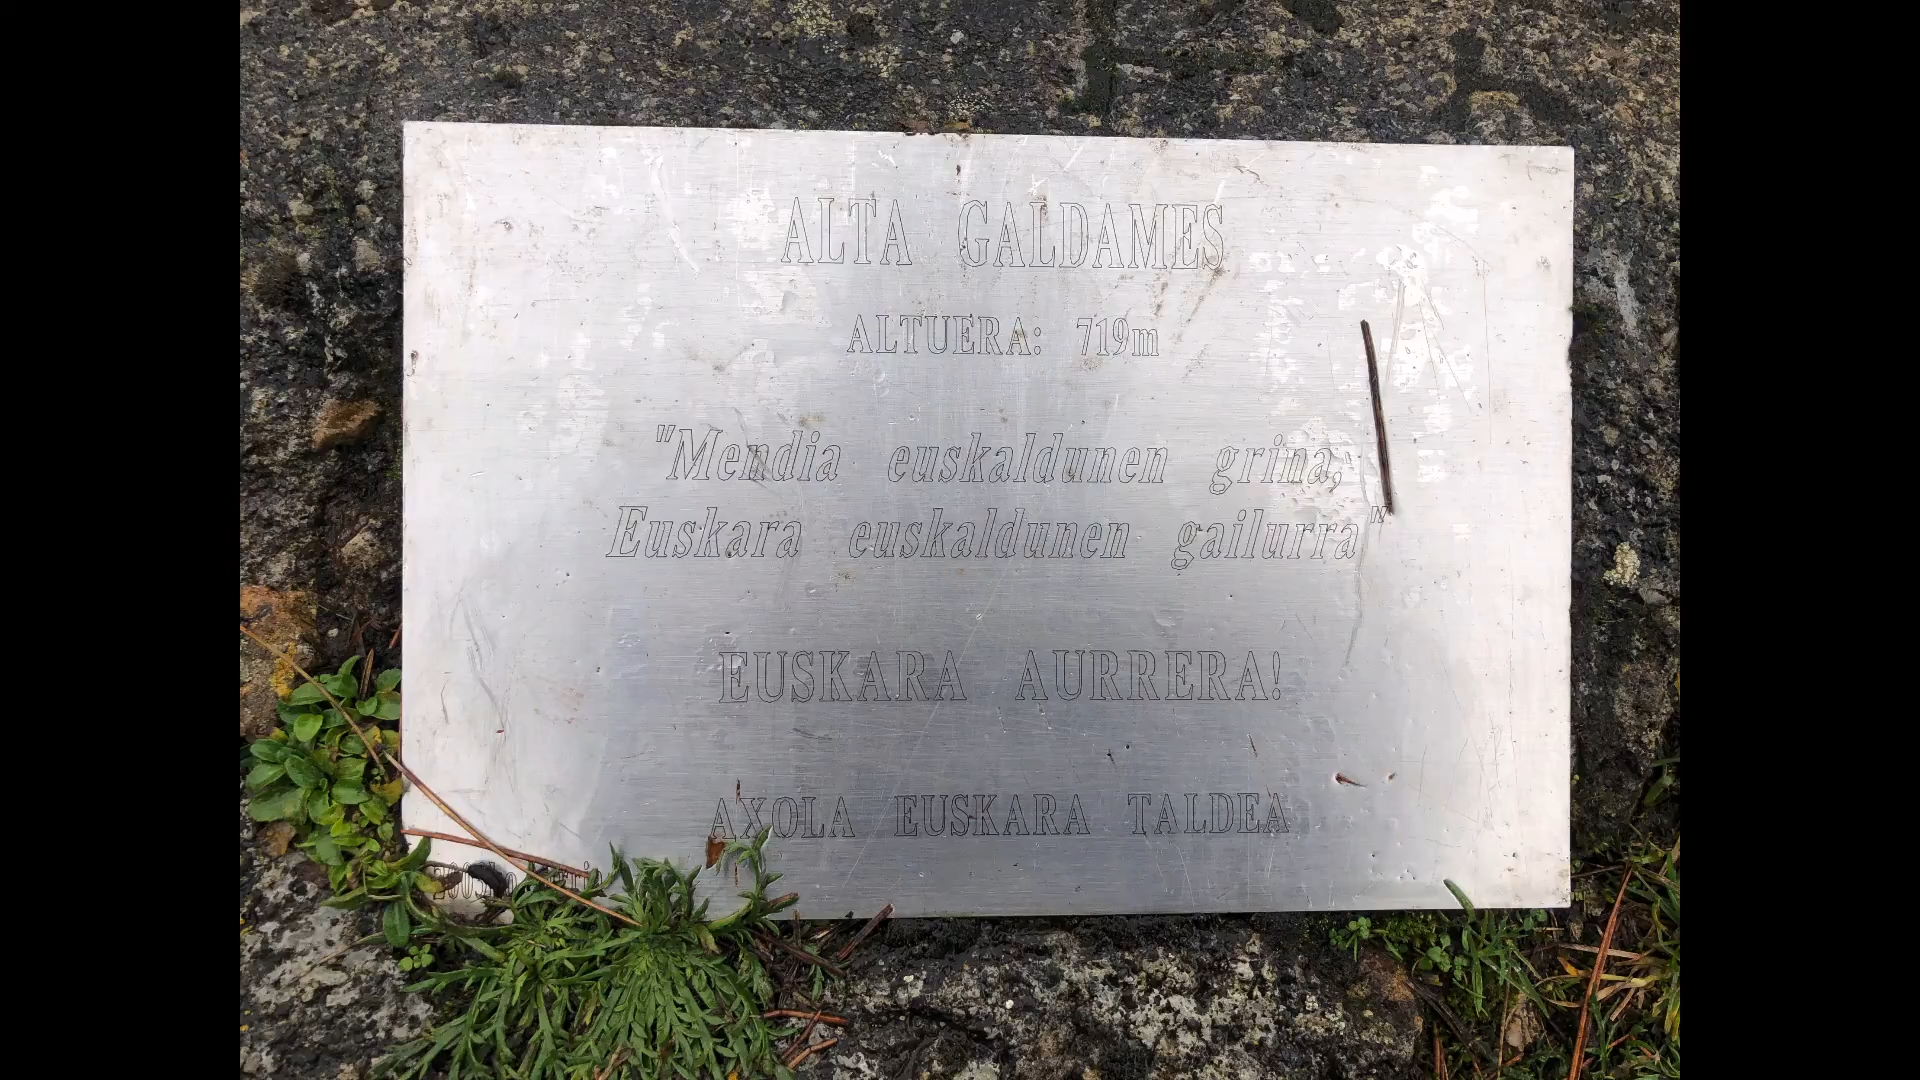 ALTA GALDAMES
ALTUERA: 719m
"Mendia euskaldunen grina,
Euskara euskaldunen gailurra"
EUSKARA AURRERA!
AXOLA EUSKARA TALDEA